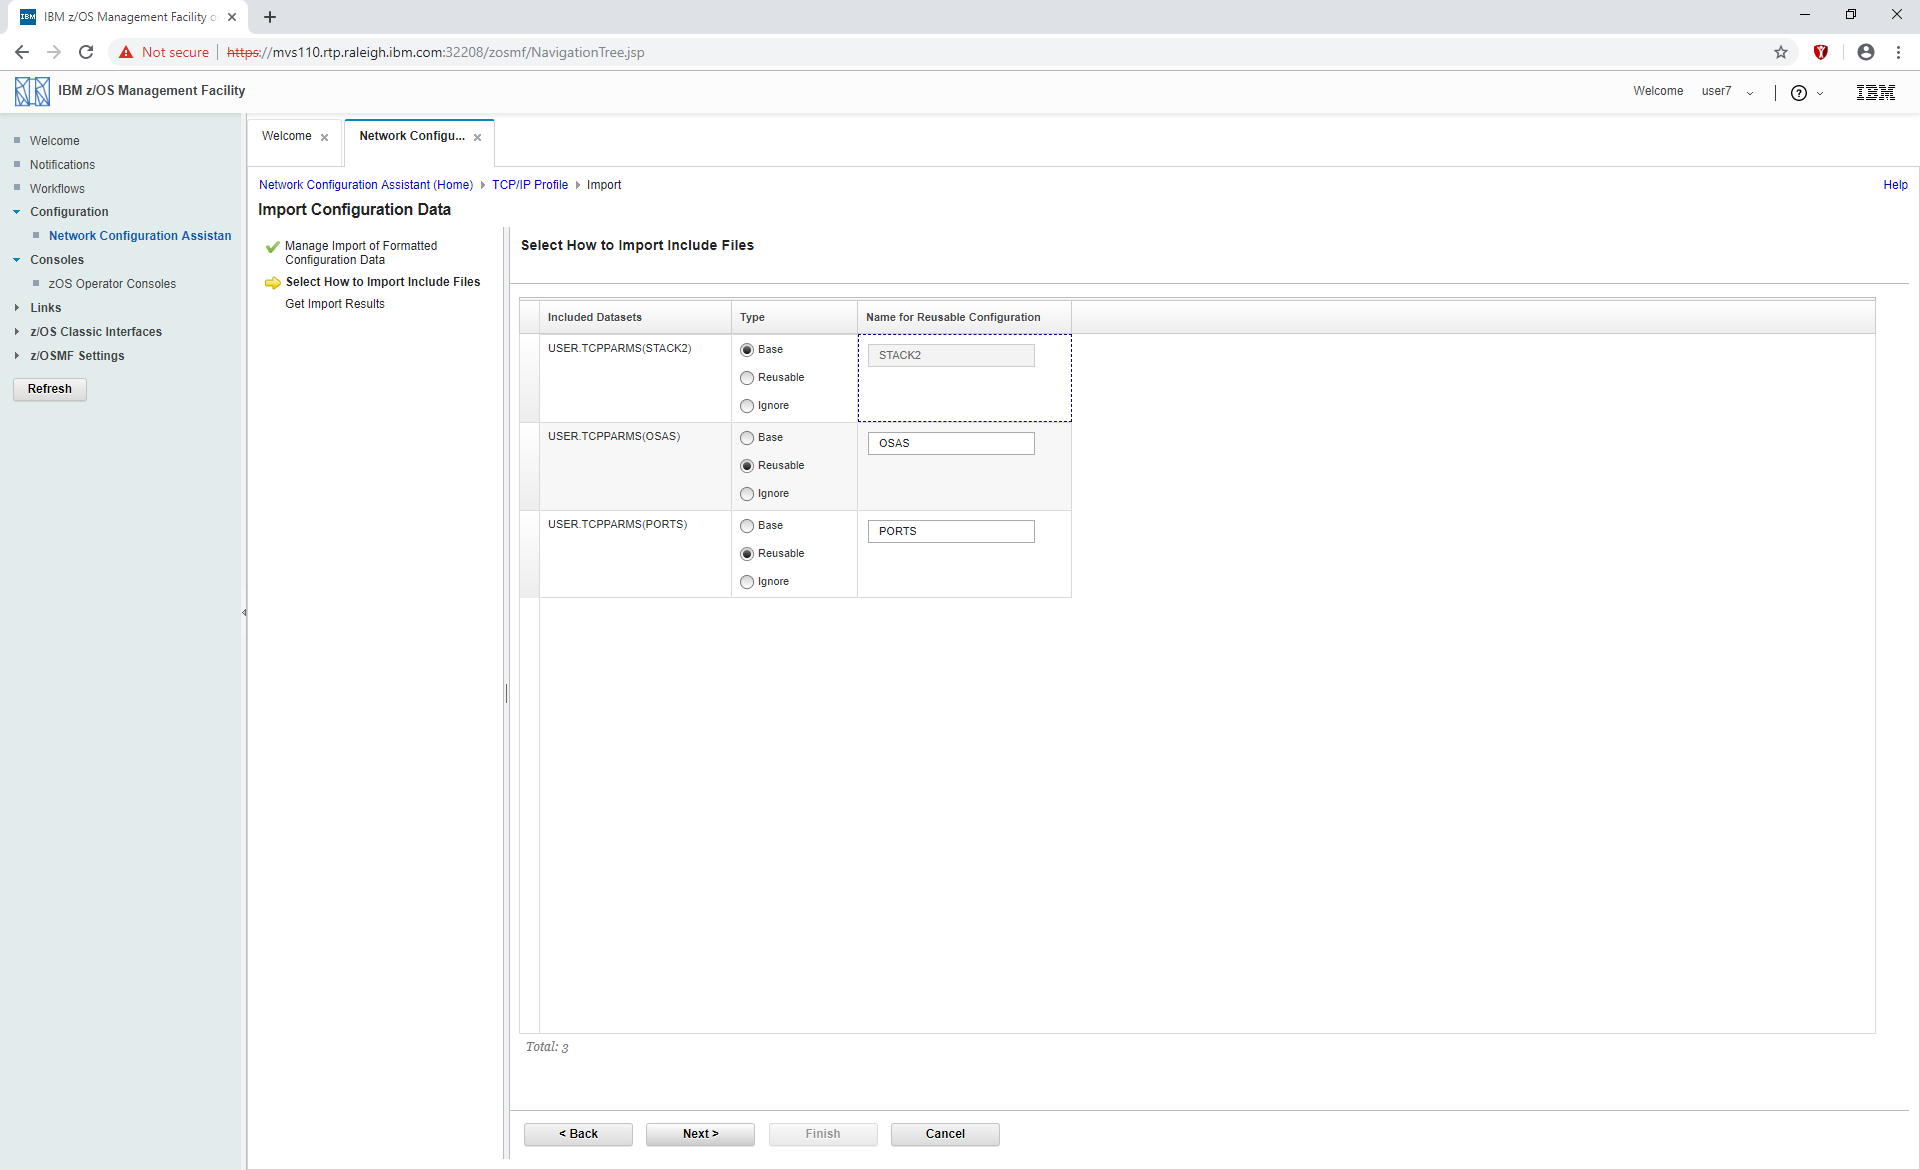 IBM
IBM z/OS Management Facility o
Not secure
https://mvs110.rtp.raleigh.ibm.com:32208/zosmf/NavigationTree.jsp
IBM z/OS Management Facility
Welcome user7
?
IBM
Welcome
Notifications
Workflows
Configuration
Network Configuration Assistan
Consoles
zOS Operator Consoles
Links
z/OS Classic Interfaces
z/OSMF Settings
Refresh
Welcome
Network Configu...
Network Configuration Assistant (Home) TCP/IP Profile Import
Help
Import Configuration Data
Manage Import of Formatted
Configuration Data
Select How to Import Include Files
Get Import Results
Select How to Import Include Files
Included Datasets Type Name for Reusable Configuration
USER.TCPPARMS(STACK2) Base STACK2
Reusable
Ignore
USER.TCPPARMS(OSAS) Base OSAS
Reusable
Ignore
USER.TCPPARMS(PORTS) Base PORTS
Reusable
Ignore
Total: 3
< Back Next > Finish Cancel